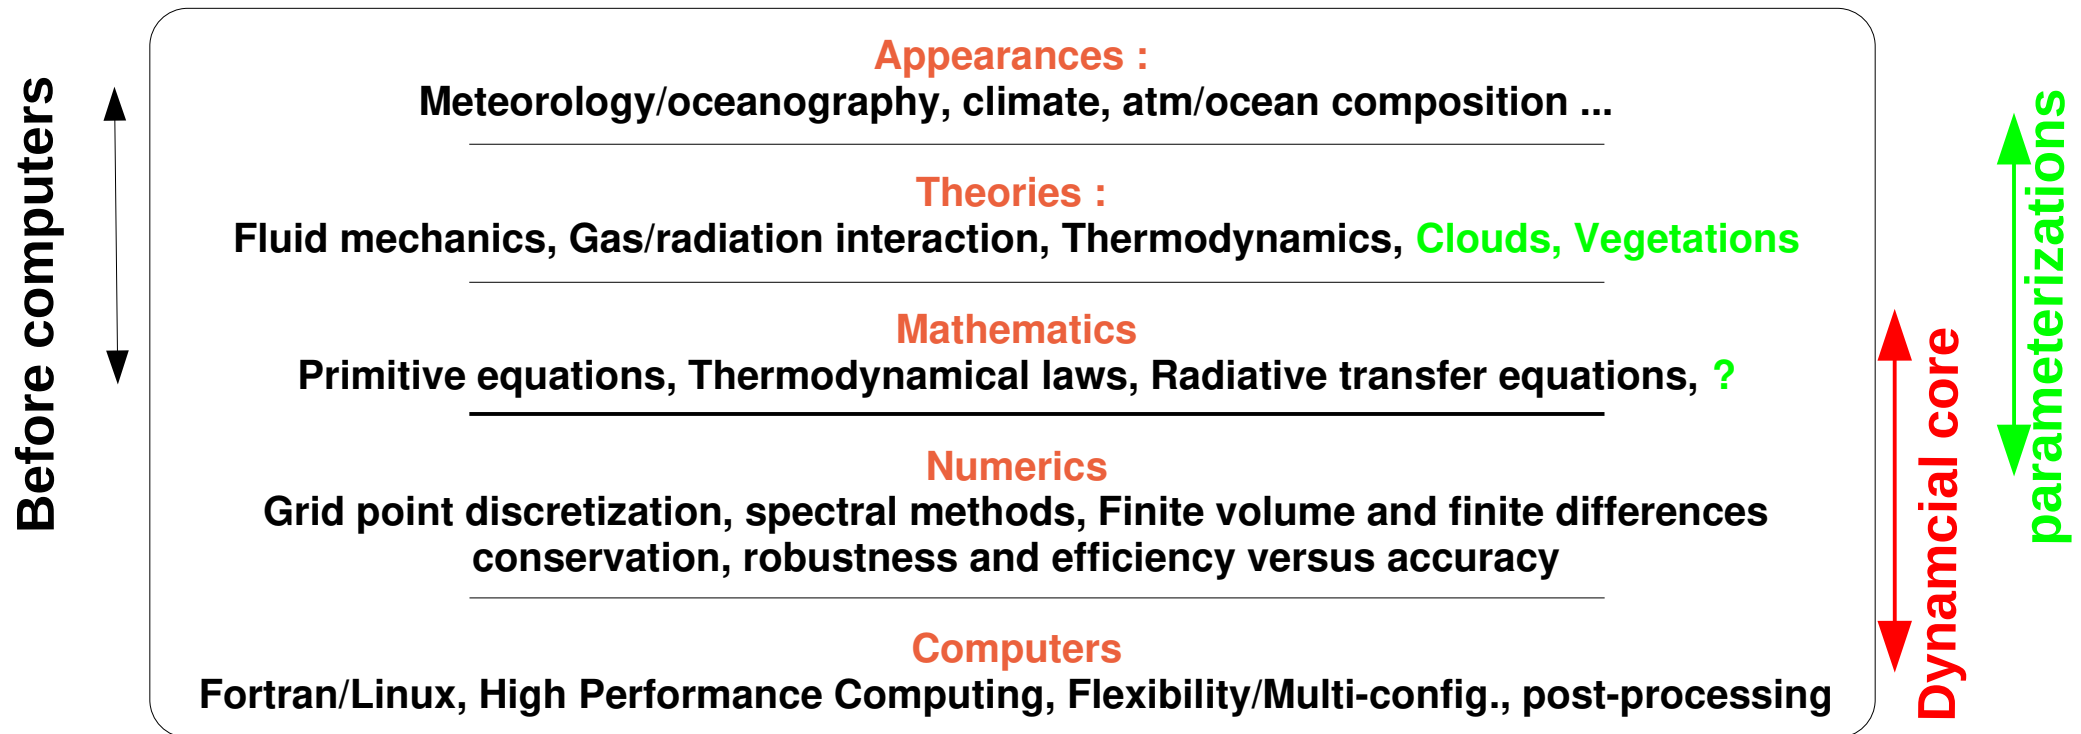 Before computers
Appearances :
Meteorology/oceanography, climate, atm/ocean composition ...
Theories :
Fluid mechanics, Gas/radiation interaction, Thermodynamics, Clouds, Vegetations
Mathematics
Primitive equations, Thermodynamical laws, Radiative transfer equations, ?
Numerics
Grid point discretization, spectral methods, Finite volume and finite differences
conservation, robustness and efficiency versus accuracy
Computers
Fortran/Linux, High Performance Computing, Flexibility/Multi-config., post-processing
Dynamcial core
parameterizations